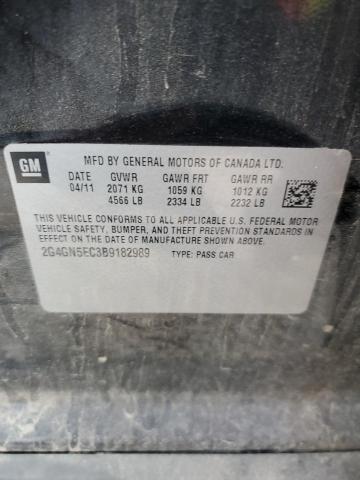 GM
MFD BY GENERAL MOTORS OF CANADA LTD.
DATE GVWR GAWR FRT GAWR RR
04/11 2071 KG 1059 KG 1012 KG
4566 LB 2334 LB 2232 LB
THIS VEHICLE CONFORMS TO ALL APPLICABLE U.S. FEDERAL MOTOR
VEHICLE SAFETY, BUMPER, AND THEFT PREVENTION STANDARDS
IN EFFECT ON THE DATE OF MANUFACTURE SHOWN ABOVE.
2G4GN5EC3B9182989 TYPE: PASS CAR